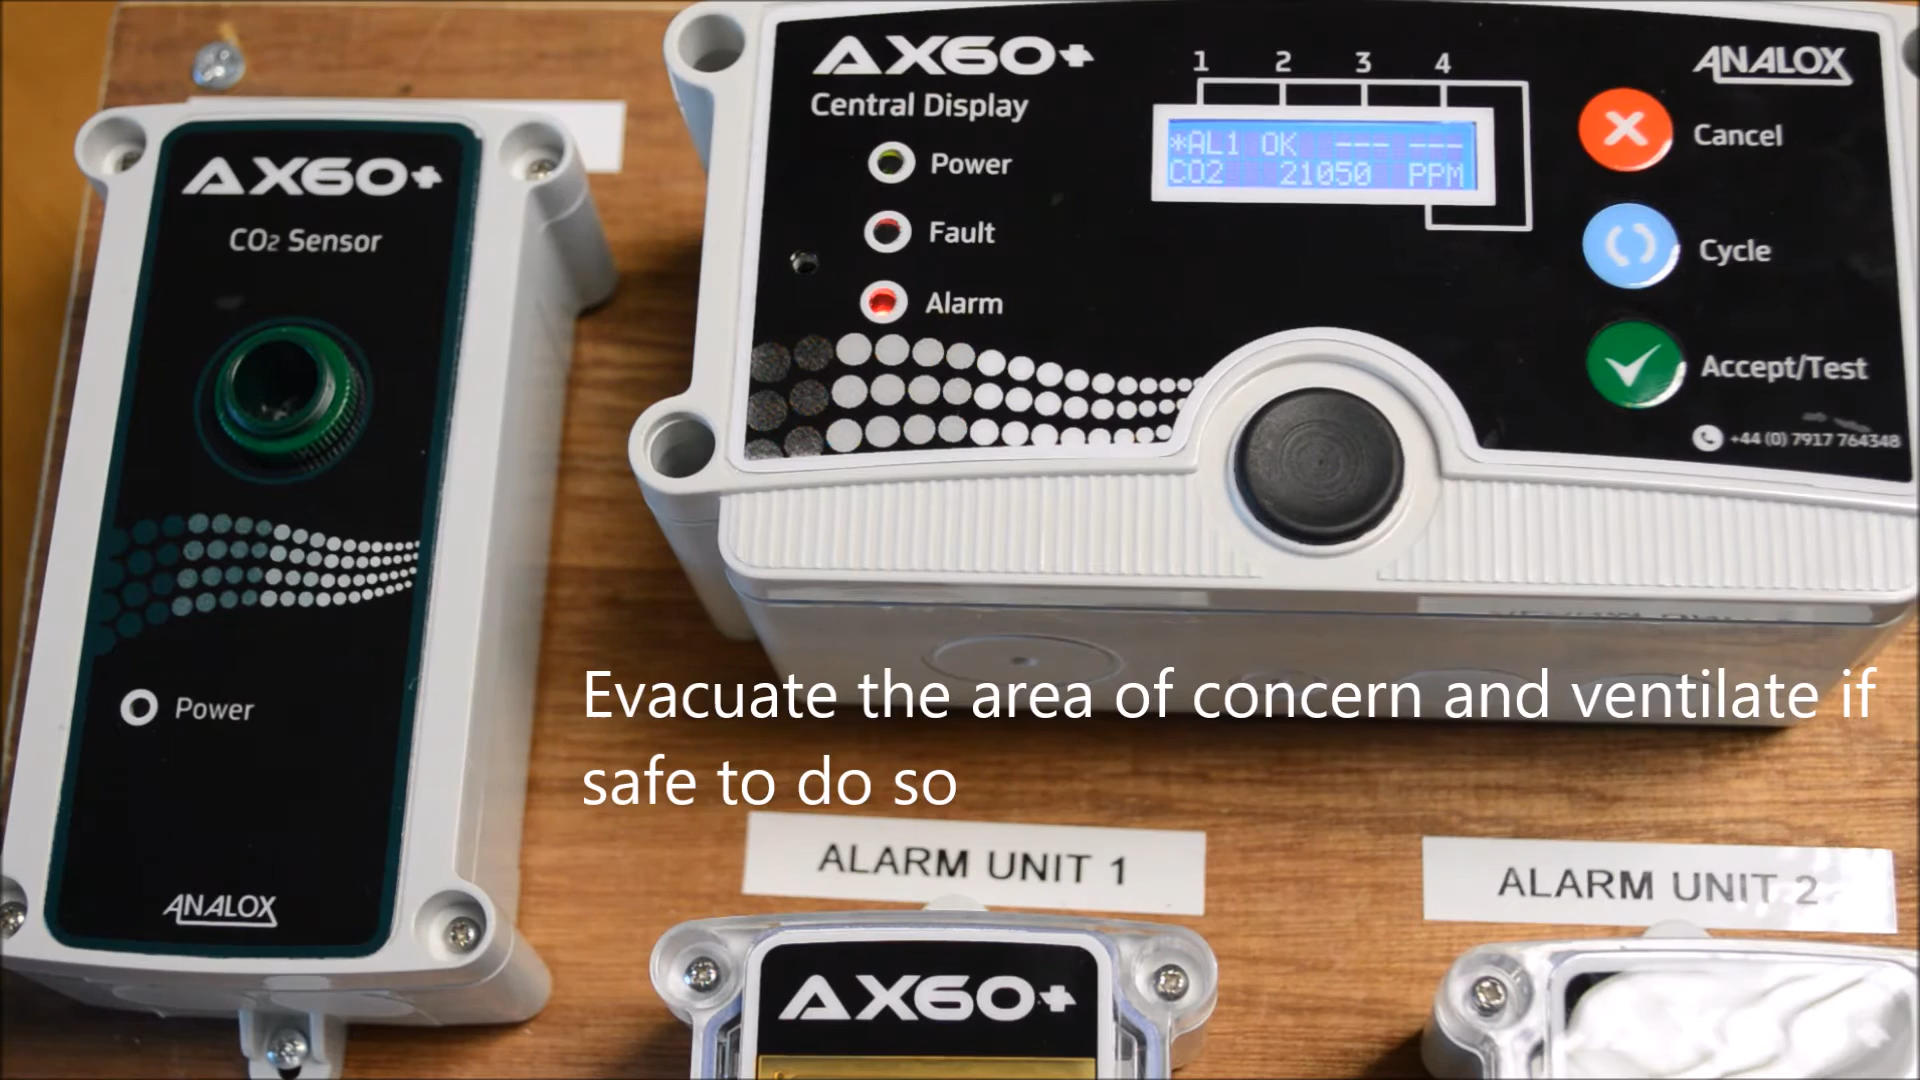 AX60+
CO2 Sensor
Power
ANALOX
AX60+
Central Display
Power
Fault
Alarm
1 2 3 4
*AL1 OK --- ---
CO2 21050 PPM
ANALOX
Cancel
Cycle
Accept/Test
+44 (0) 7917 764348
Evacuate the area of concern and ventilate if
safe to do so
ALARM UNIT 1
ALARM UNIT 2
AX60+